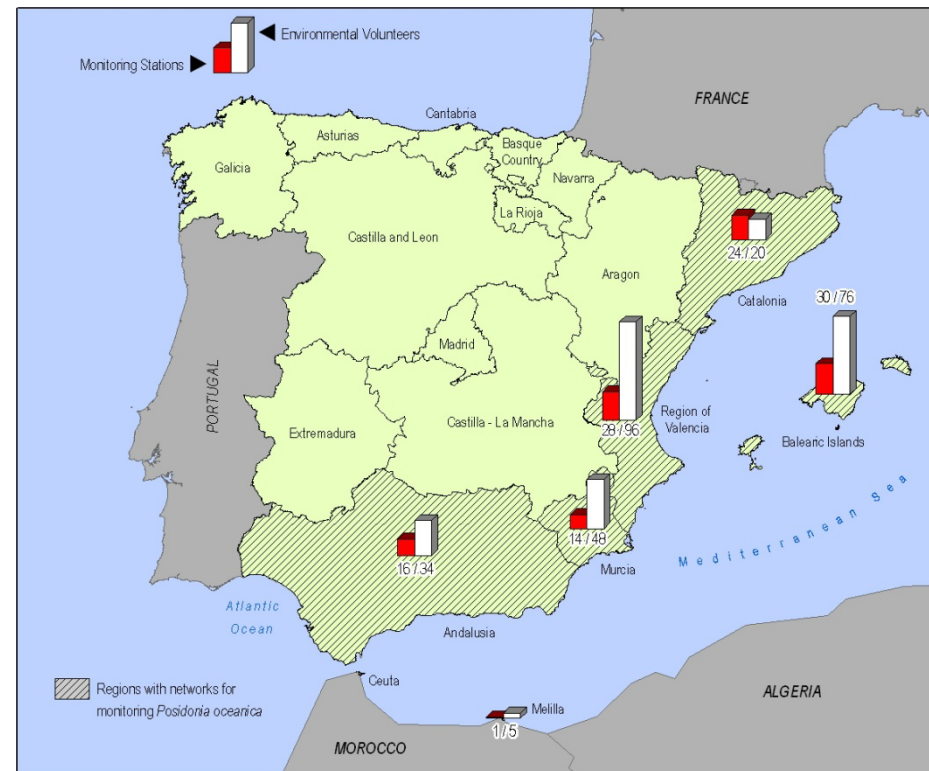 Environmental Volunteers
Monitoring Stations
FRANCE
Cantabria
Asturias
Basque
Country
Galicia
Navarra
La Rioja
Castilla and Leon
24 / 20
Aragon
Catalonia
30 / 76
Madrid
PORTUGAL
Castilla - La Mancha
Region of
Valencia
28 / 96
Extremadura
Balearic Islands
Mediterranean Sea
14 / 48
Murcia
16 / 34
Atlantic
Ocean
Andalusia
Ceuta
Regions with networks for
monitoring Posidonia oceanica
Melilla
1 / 5
ALGERIA
MOROCCO